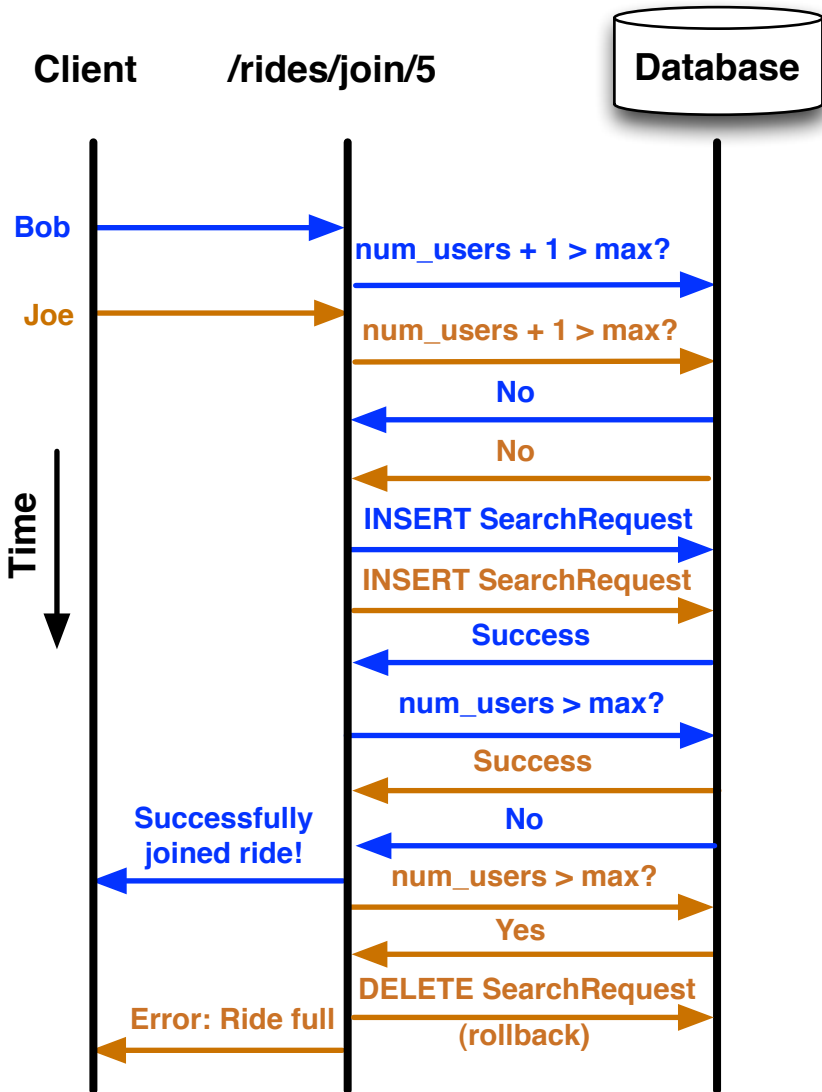 Client
/rides/join/5
Database
Bob
num_users + 1 > max?
Joe
num_users + 1 > max?
No
No
Time
INSERT SearchRequest
INSERT SearchRequest
Success
num_users > max?
Success
Successfully
joined ride!
No
num_users > max?
Yes
DELETE SearchRequest
(rollback)
Error: Ride full